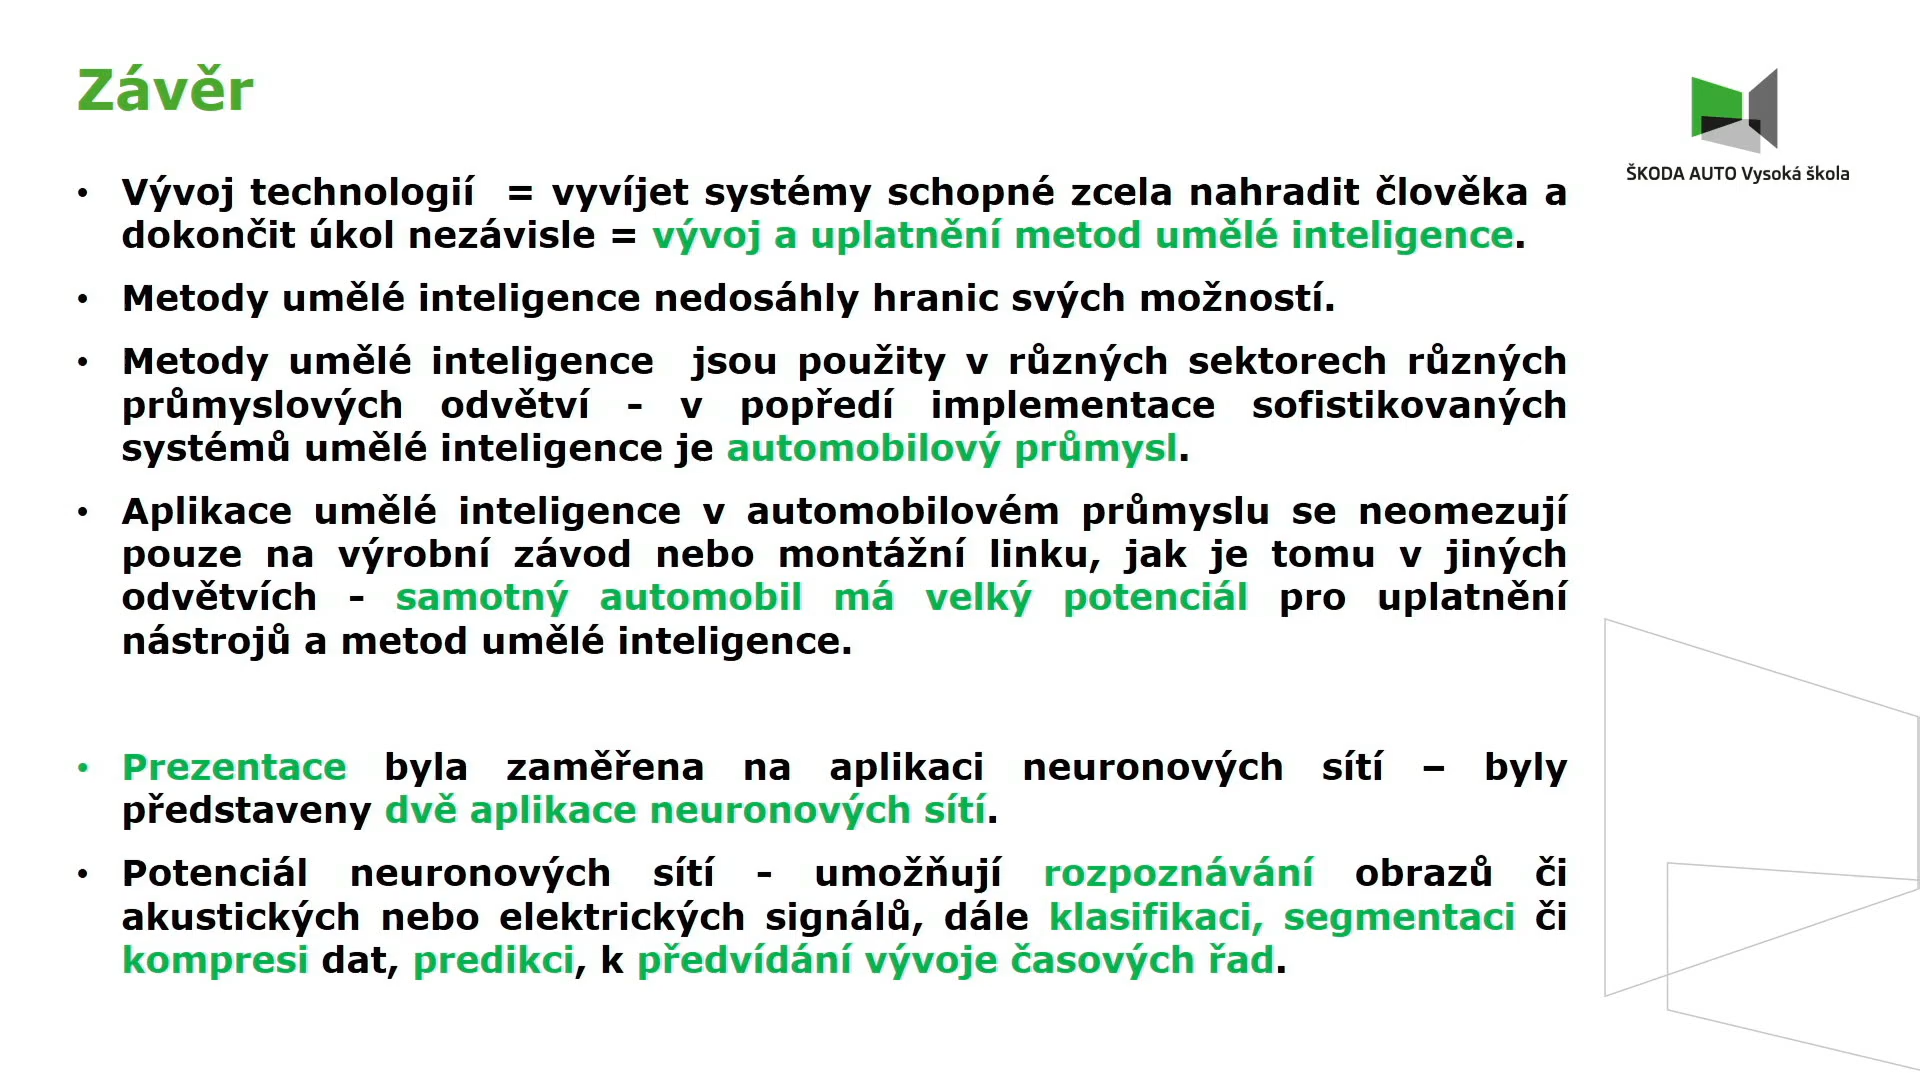 Závěr
ŠKODA AUTO Vysoká škola
• Vývoj technologií = vyvíjet systémy schopné zcela nahradit člověka a
dokončit úkol nezávisle = vývoj a uplatnění metod umělé inteligence.
• Metody umělé inteligence nedosáhly hranic svých možností.
• Metody umělé inteligence jsou použity v různých sektorech různých
průmyslových odvětví - v popředí implementace sofistikovaných
systémů umělé inteligence je automobilový průmysl.
• Aplikace umělé inteligence v automobilovém průmyslu se neomezují
pouze na výrobní závod nebo montážní linku, jak je tomu v jiných
odvětvích - samotný automobil má velký potenciál pro uplatnění
nástrojů a metod umělé inteligence.
• Prezentace byla zaměřena na aplikaci neuronových sítí – byly
představeny dvě aplikace neuronových sítí.
• Potenciál neuronových sítí - umožňují rozpoznávání obrazů či
akustických nebo elektrických signálů, dále klasifikaci, segmentaci či
kompresi dat, predikci, k předvídání vývoje časových řad.